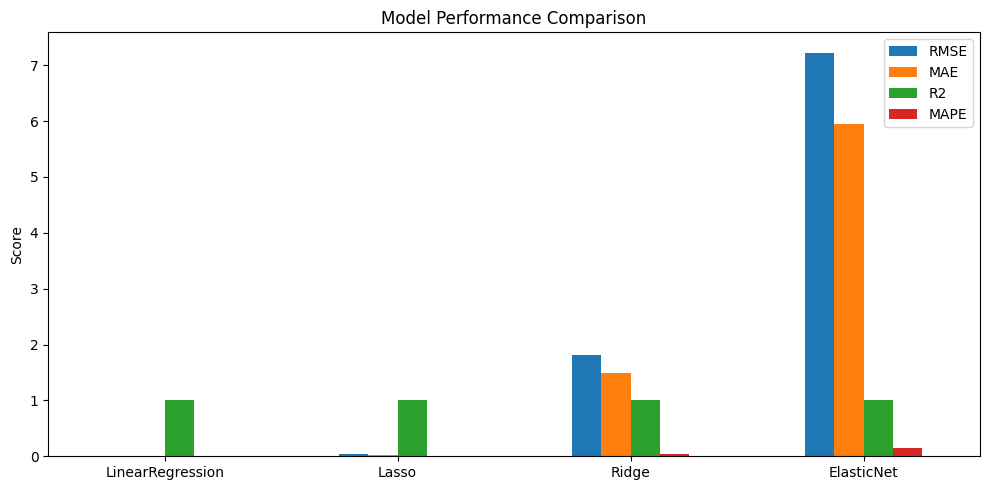 Model Performance Comparison
RMSE
MAE
R2
MAPE
Score
7
6
5
4
3
2
1
0
LinearRegression
Lasso
Ridge
ElasticNet